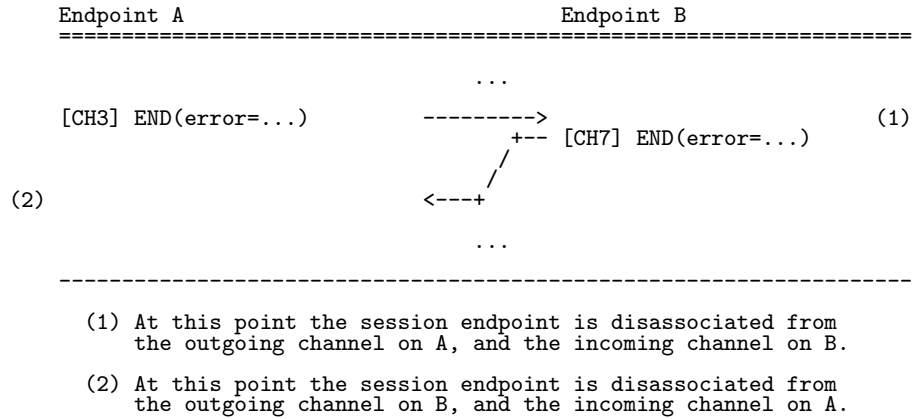 Endpoint A                              Endpoint B
====================================================================
...
[CH3] END(error=...)         --------->                          (1)
+-- [CH7] END(error=...)
/
/
(2)                              <---+
...
--------------------------------------------------------------------
(1) At this point the session endpoint is disassociated from
the outgoing channel on A, and the incoming channel on B.
(2) At this point the session endpoint is disassociated from
the outgoing channel on B, and the incoming channel on A.